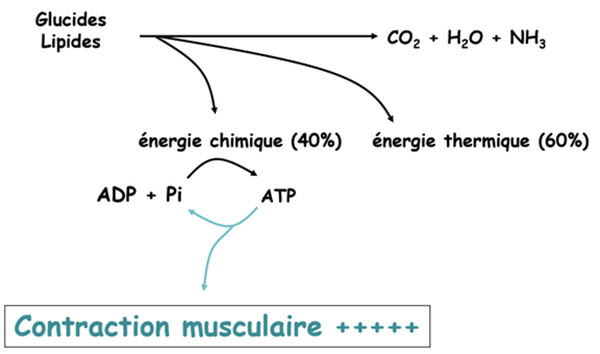 Glucides
Lipides
CO₂ + H₂O + NH₃
énergie chimique (40%)
énergie thermique (60%)
ADP + Pi
ATP
Contraction musculaire +++++